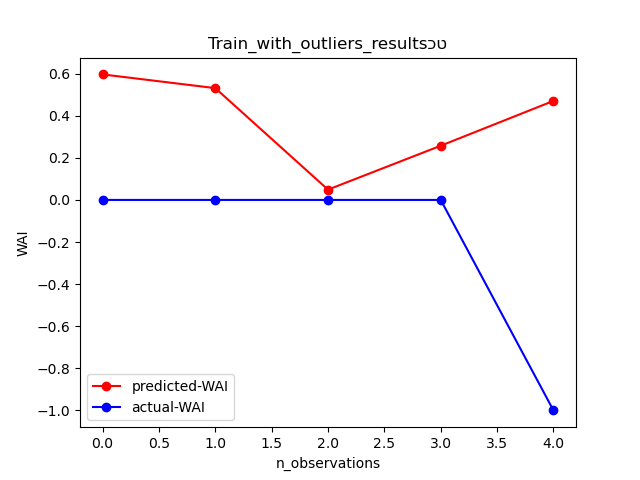 Train_with_outliers_resultsɔʋ
WAI
0.6
0.4
0.2
0.0
−0.2
−0.4
−0.6
−0.8
−1.0
predicted-WAI
actual-WAI
0.0 0.5 1.0 1.5 2.0 2.5 3.0 3.5 4.0
n_observations